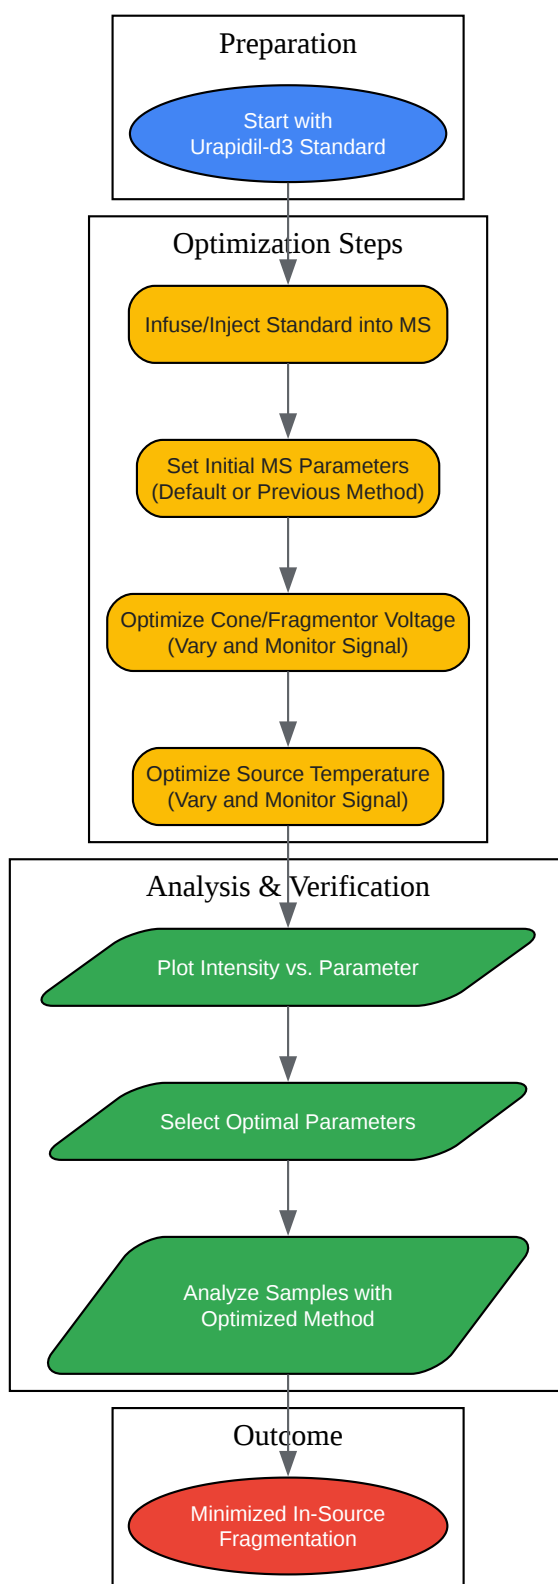 Preparation
Start with
Urapidil-d3 Standard
Optimization Steps
Infuse/Inject Standard into MS
Set Initial MS Parameters
(Default or Previous Method)
Optimize Cone/Fragmentor Voltage
(Vary and Monitor Signal)
Optimize Source Temperature
(Vary and Monitor Signal)
Analysis & Verification
Plot Intensity vs. Parameter
Select Optimal Parameters
Analyze Samples with
Optimized Method
Outcome
Minimized In-Source
Fragmentation